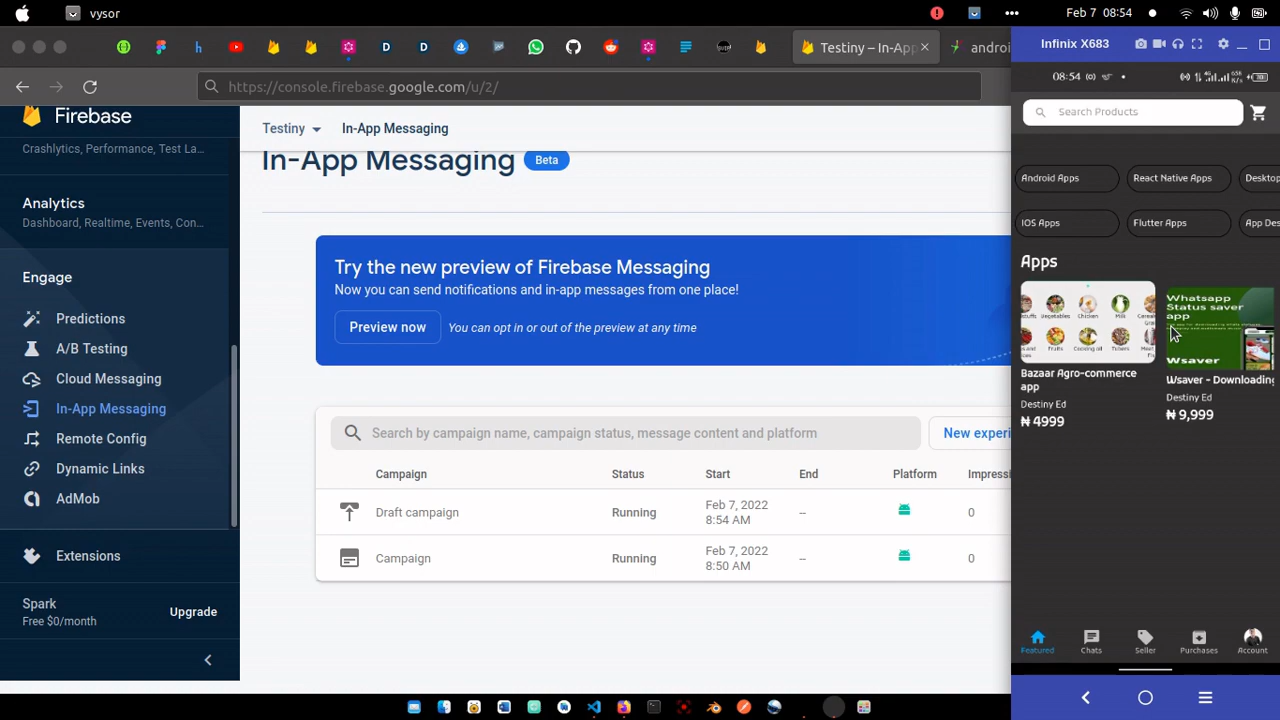 vysor
Feb 7 08:54
Testiny – In-Ap
androi
https://console.firebase.google.com/u/2/
Firebase
Crashlytics, Performance, Test La...
Analytics
Dashboard, Realtime, Events, Con...
Engage
Predictions
A/B Testing
Cloud Messaging
In-App Messaging
Remote Config
Dynamic Links
AdMob
Extensions
Spark
Free $0/month
Upgrade
Testiny
In-App Messaging
In-App Messaging
Beta
Try the new preview of Firebase Messaging
Now you can send notifications and in-app messages from one place!
Preview now
You can opt in or out of the preview at any time
Search by campaign name, campaign status, message content and platform
New experi
Campaign Status Start End Platform Impressi
Draft campaign Running Feb 7, 2022 -- 0
8:54 AM
Campaign Running Feb 7, 2022 -- 0
8:50 AM
Infinix X683
08:54
Search Products
Android Apps
React Native Apps
Desktop
IOS Apps
Flutter Apps
App Des
Apps
Vegetables
Chicken
Milk
Fruits
Cooking oil
Tubers
Bazaar Agro-commerce
app
Destiny Ed
₦ 4999
Whatsapp
Status saver
app
Wsaver
Wsaver - Downloading
Destiny Ed
₦ 9,999
Featured
Chats
Seller
Purchases
Account